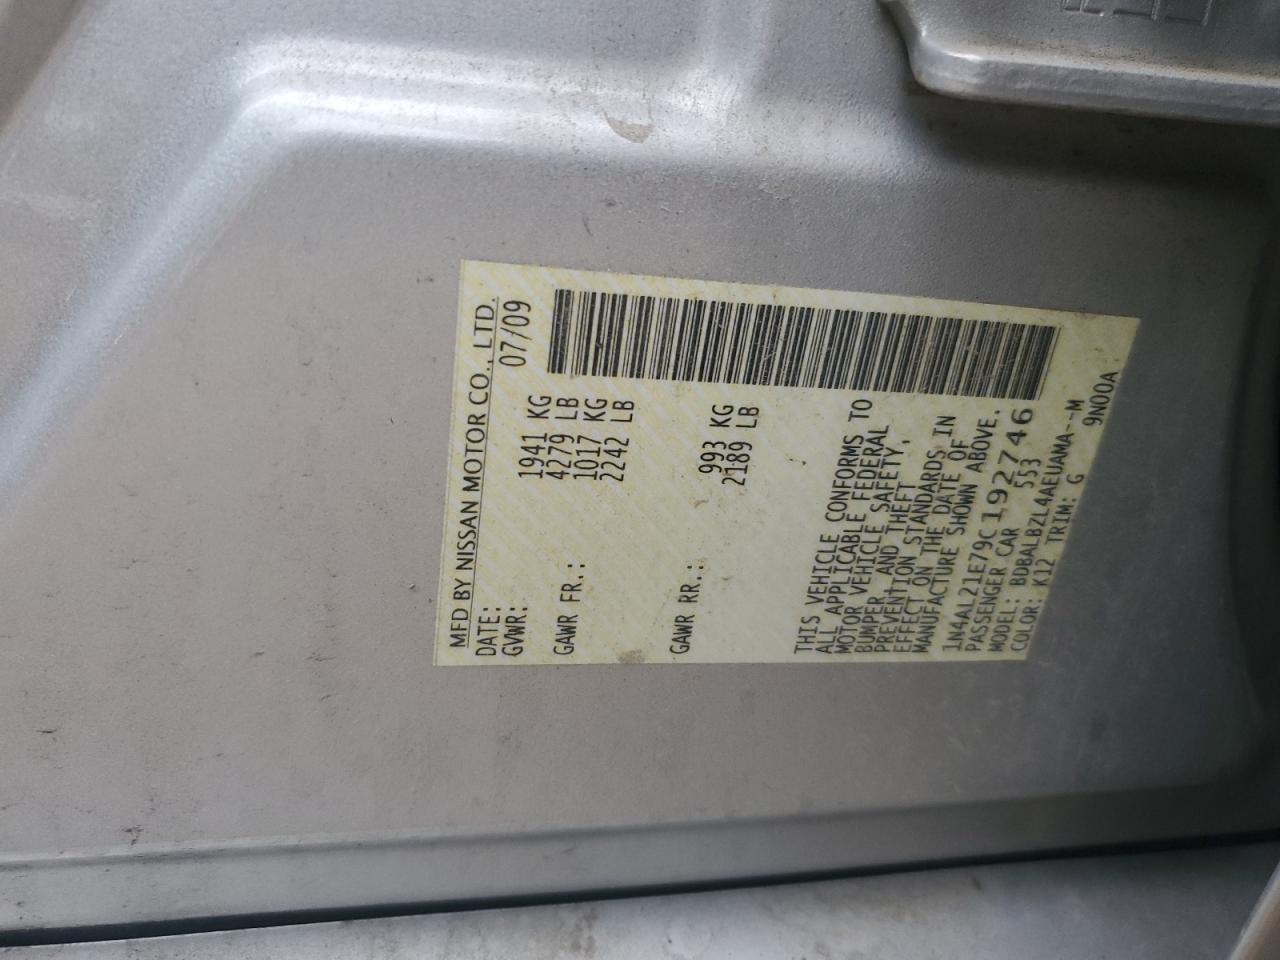 MFD BY NISSAN MOTOR CO., LTD.
DATE: 07/09
GVWR: 1941 KG
4279 LB
GAWR FR.: 1017 KG
2242 LB
GAWR RR.: 993 KG
2189 LB
THIS VEHICLE CONFORMS TO
ALL APPLICABLE FEDERAL
MOTOR VEHICLE SAFETY,
BUMPER, AND THEFT
PREVENTION STANDARDS IN
EFFECT ON THE DATE OF
MANUFACTURE SHOWN ABOVE.
1N4AL21E79C192746
PASSENGER CAR 553
MODEL: BDBALBZL4AEUAMA--M
COLOR: K12 TRIM: G 9N00A